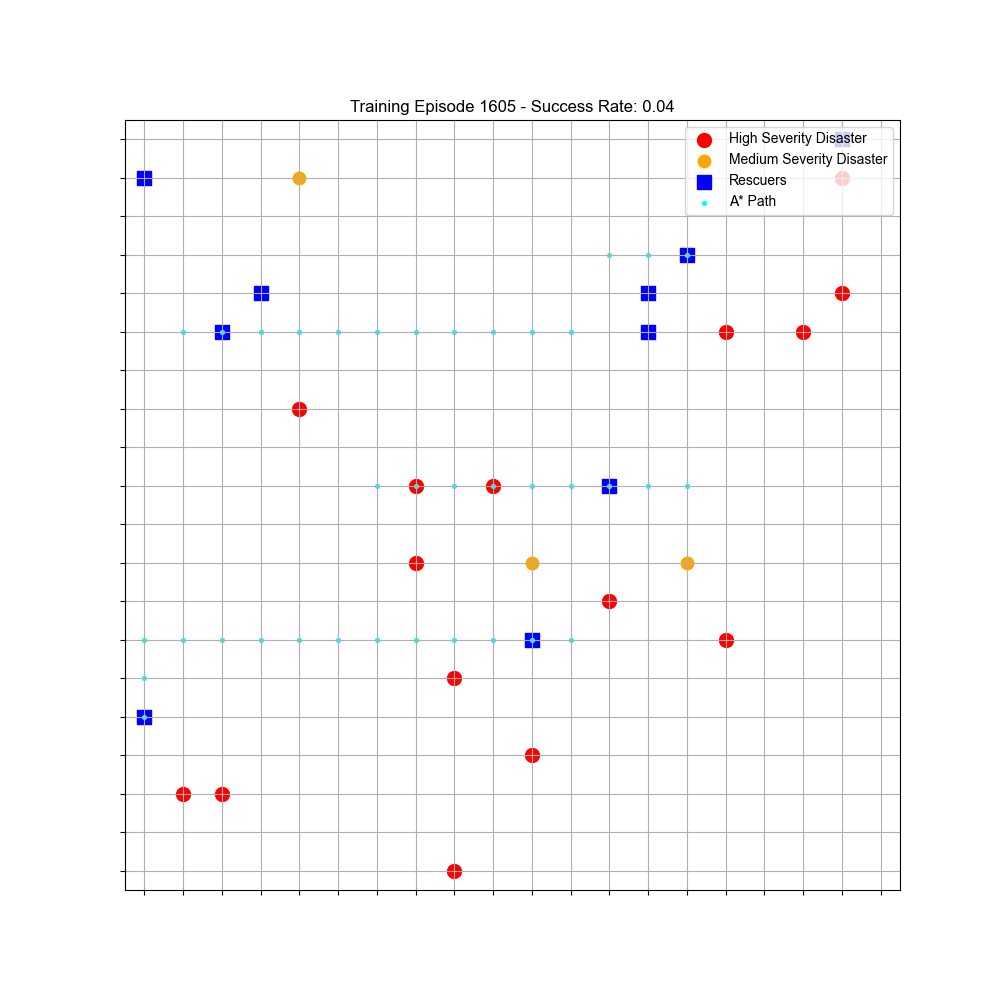 Training Episode 1605 - Success Rate: 0.04
High Severity Disaster
Medium Severity Disaster
Rescuers
A* Path